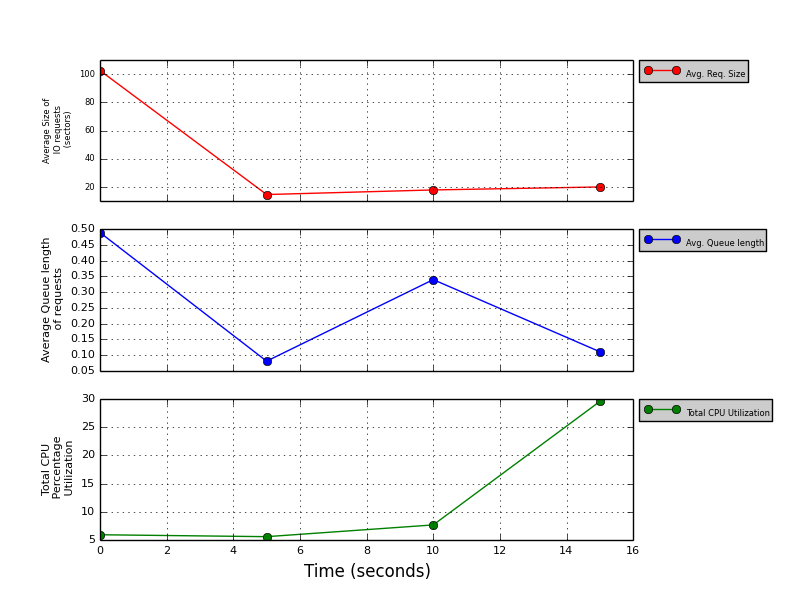 100
80
60
40
20
Average Size of
IO requests
(sectors)
Avg. Req. Size
0.50
0.45
0.40
0.35
0.30
0.25
0.20
0.15
0.10
0.05
Average Queue length
of requests
Avg. Queue length
30
25
20
15
10
5
Total CPU
Percentage
Utilization
Total CPU Utilization
0 2 4 6 8 10 12 14 16
Time (seconds)